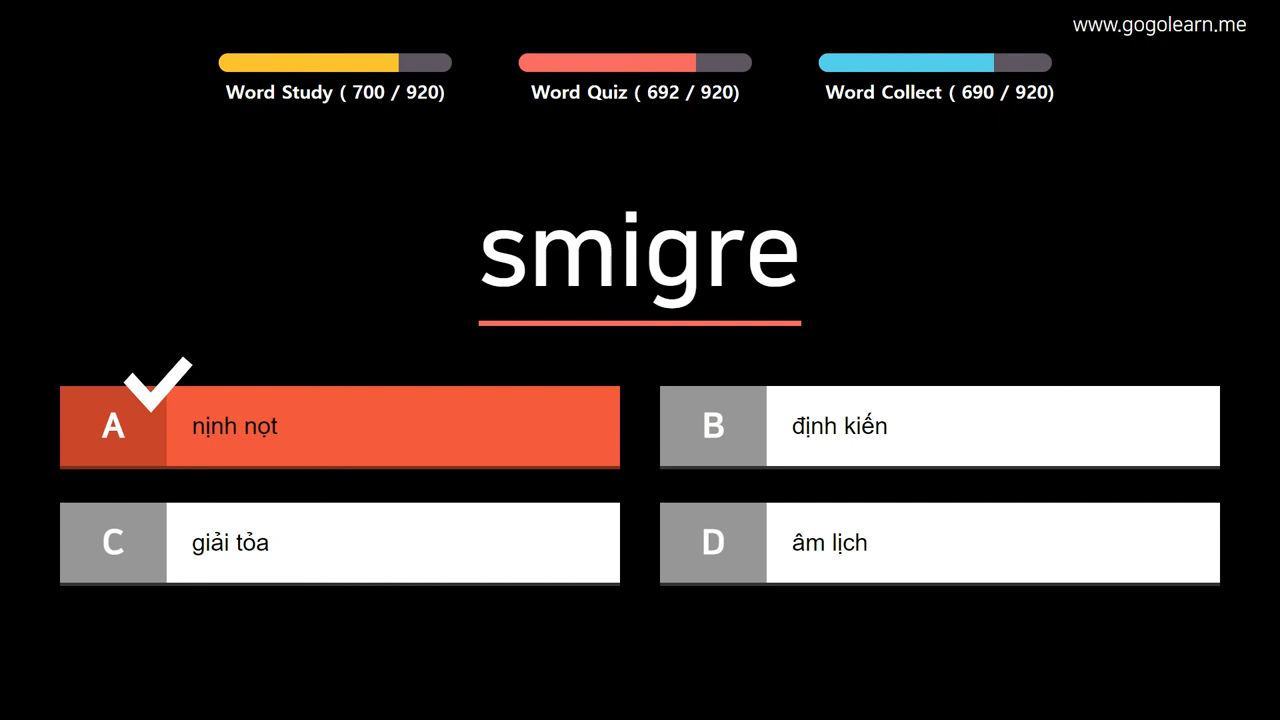 www.gogolearn.me
Word Study ( 700 / 920)
Word Quiz ( 692 / 920)
Word Collect ( 690 / 920)
smigre
A nịnh nọt
B định kiến
C giải tỏa
D âm lịch